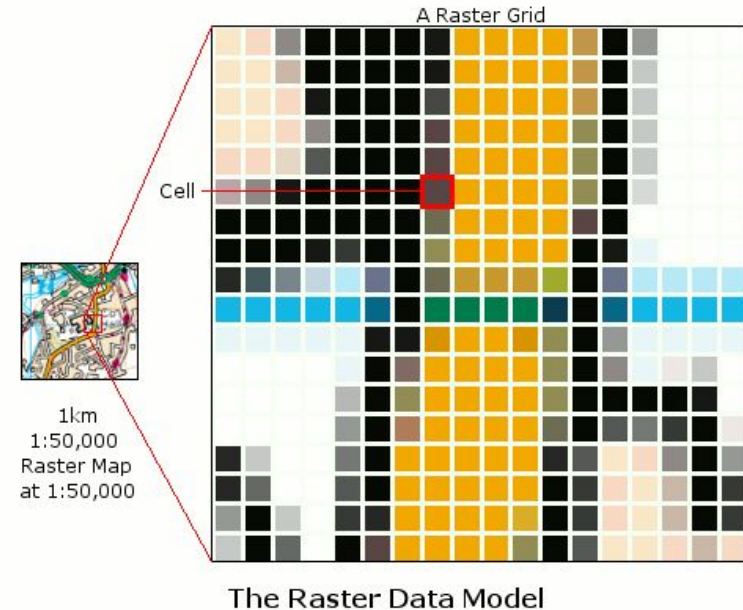 A Raster Grid
Cell
1km
1:50,000
Raster Map
at 1:50,000
The Raster Data Model